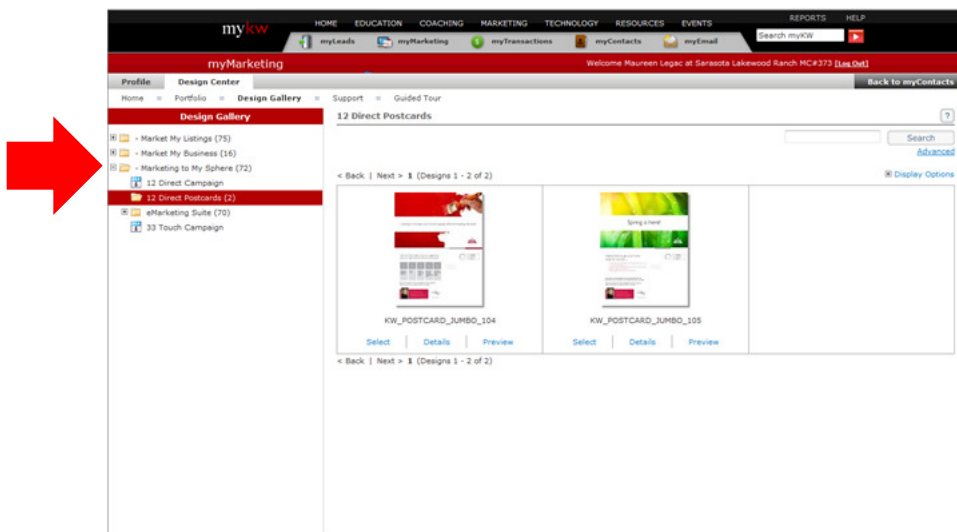 mykw
HOME EDUCATION COACHING MARKETING TECHNOLOGY RESOURCES EVENTS REPORTS HELP
myLeads myMarketing myTransactions myContacts myEmail Search myKW
myMarketing Welcome Maureen Legac at Sarasota Lakewood Ranch MC#373 [Log Out]
Profile Design Center Back to myContacts
Home Portfolio Design Gallery Support Guided Tour
Design Gallery 12 Direct Postcards ?
- Market My Listings (75) Search
- Market My Business (16) Advanced
- Marketing to My Sphere (72)
< Back | Next > 1 (Designs 1 - 2 of 2) Display Options
12 Direct Campaign
12 Direct Postcards (2)
eMarketing Suite (70)
33 Touch Campaign
Spring is here!
KW_POSTCARD_JUMBO_104 KW_POSTCARD_JUMBO_105
Select | Details | Preview Select | Details | Preview
< Back | Next > 1 (Designs 1 - 2 of 2)